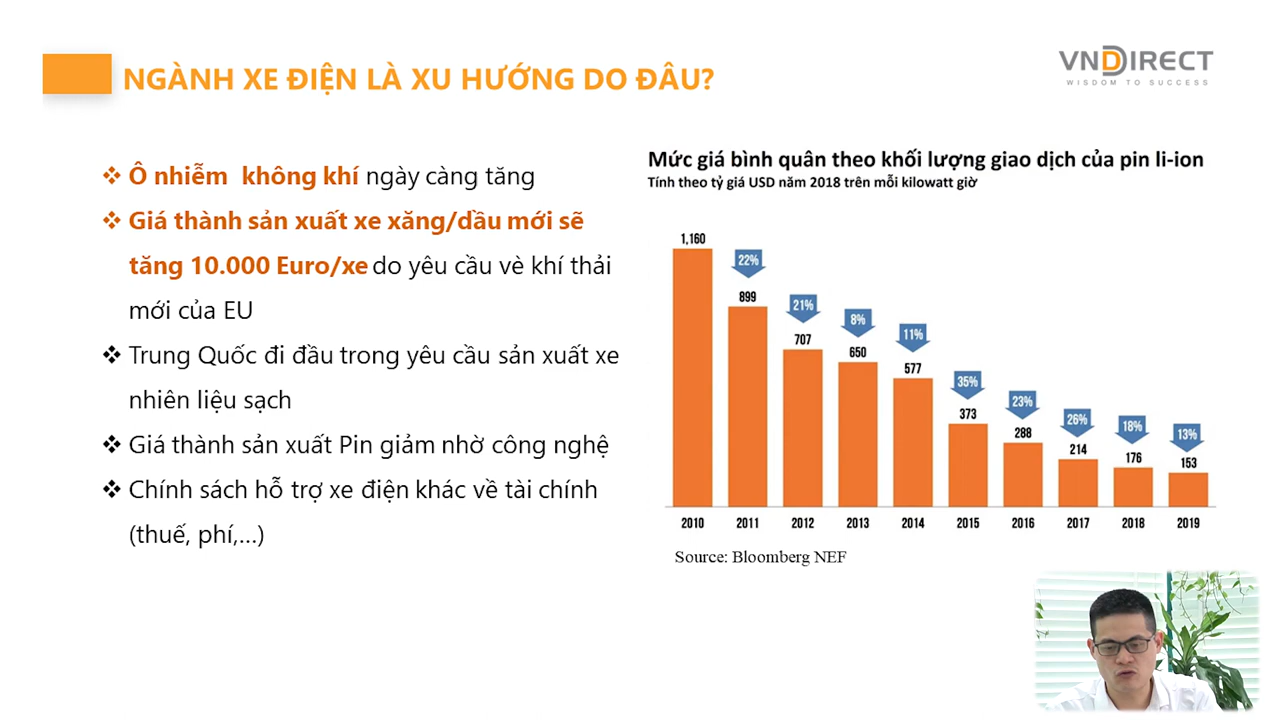 NGÀNH XE ĐIỆN LÀ XU HƯỚNG DO ĐÂU?
VNDIRECT
WISDOM TO SUCCESS
❖ Ô nhiễm không khí ngày càng tăng
❖ Giá thành sản xuất xe xăng/dầu mới sẽ
tăng 10.000 Euro/xe do yêu cầu vè khí thải
mới của EU
❖ Trung Quốc đi đầu trong yêu cầu sản xuất xe
nhiên liệu sạch
❖ Giá thành sản xuất Pin giảm nhờ công nghệ
❖ Chính sách hỗ trợ xe điện khác về tài chính
(thuế, phí,...)
Mức giá bình quân theo khối lượng giao dịch của pin li-ion
Tính theo tỷ giá USD năm 2018 trên mỗi kilowatt giờ
1,160
22%
899
21%
707
8%
650
11%
577
35%
373
23%
288
26%
214
18%
176
13%
153
2010 2011 2012 2013 2014 2015 2016 2017 2018 2019
Source: Bloomberg NEF